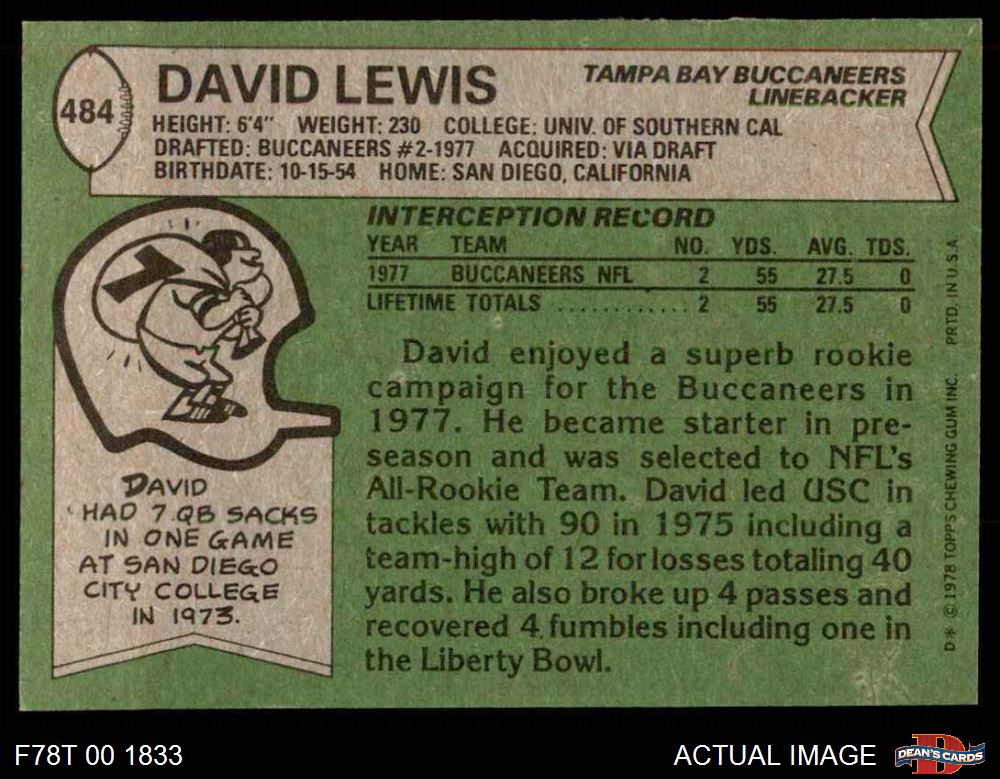 484
DAVID LEWIS
TAMPA BAY BUCCANEERS
LINEBACKER
HEIGHT: 6'4" WEIGHT: 230 COLLEGE: UNIV. OF SOUTHERN CAL
DRAFTED: BUCCANEERS #2-1977 ACQUIRED: VIA DRAFT
BIRTHDATE: 10-15-54 HOME: SAN DIEGO, CALIFORNIA
INTERCEPTION RECORD
YEAR TEAM NO. YDS. AVG. TDS.
1977 BUCCANEERS NFL 2 55 27.5 0
LIFETIME TOTALS ............ 2 55 27.5 0
David enjoyed a superb rookie
campaign for the Buccaneers in
1977. He became starter in pre-
season and was selected to NFL's
All-Rookie Team. David led USC in
tackles with 90 in 1975 including a
team-high of 12 for losses totaling 40
yards. He also broke up 4 passes and
recovered 4 fumbles including one in
the Liberty Bowl.
7
DAVID
HAD 7 QB SACKS
IN ONE GAME
AT SAN DIEGO
CITY COLLEGE
IN 1973.
D* © 1978 TOPPS CHEWING GUM INC. PRTD. IN U.S.A
F78T 00 1833
ACTUAL IMAGE
D
DEAN'S CARDS